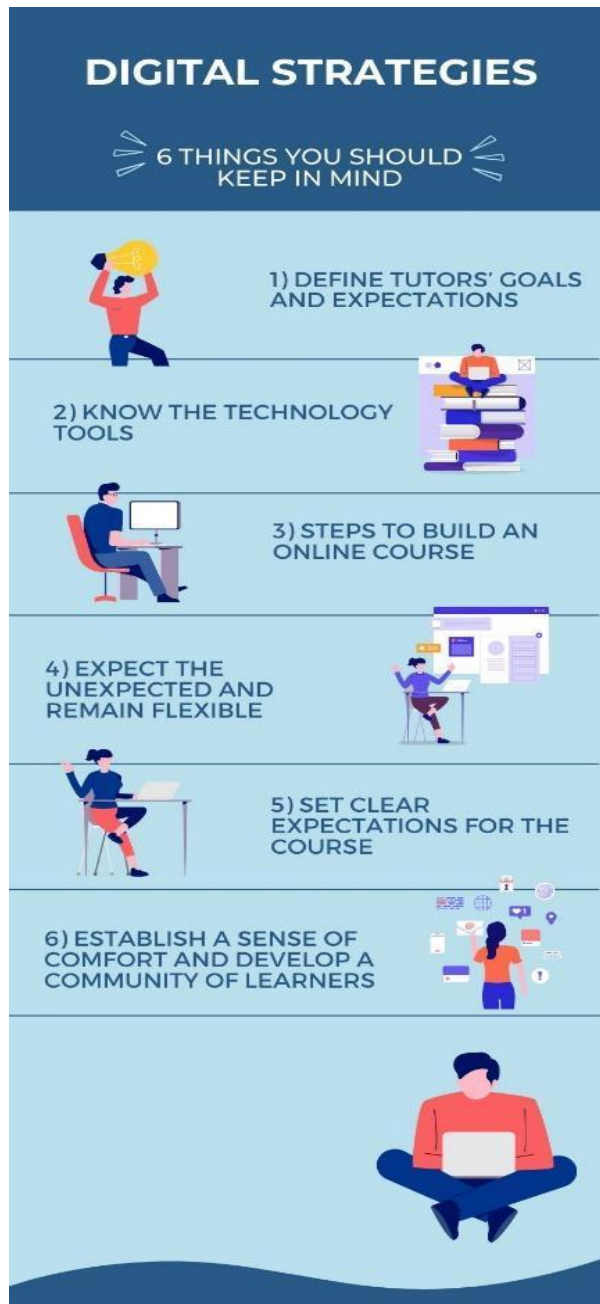 DIGITAL STRATEGIES
6 THINGS YOU SHOULD
KEEP IN MIND
1) DEFINE TUTORS' GOALS
AND EXPECTATIONS
2) KNOW THE TECHNOLOGY
TOOLS
3) STEPS TO BUILD AN
ONLINE COURSE
4) EXPECT THE
UNEXPECTED AND
REMAIN FLEXIBLE
5) SET CLEAR
EXPECTATIONS FOR THE
COURSE
6) ESTABLISH A SENSE OF
COMFORT AND DEVELOP A
COMMUNITY OF LEARNERS